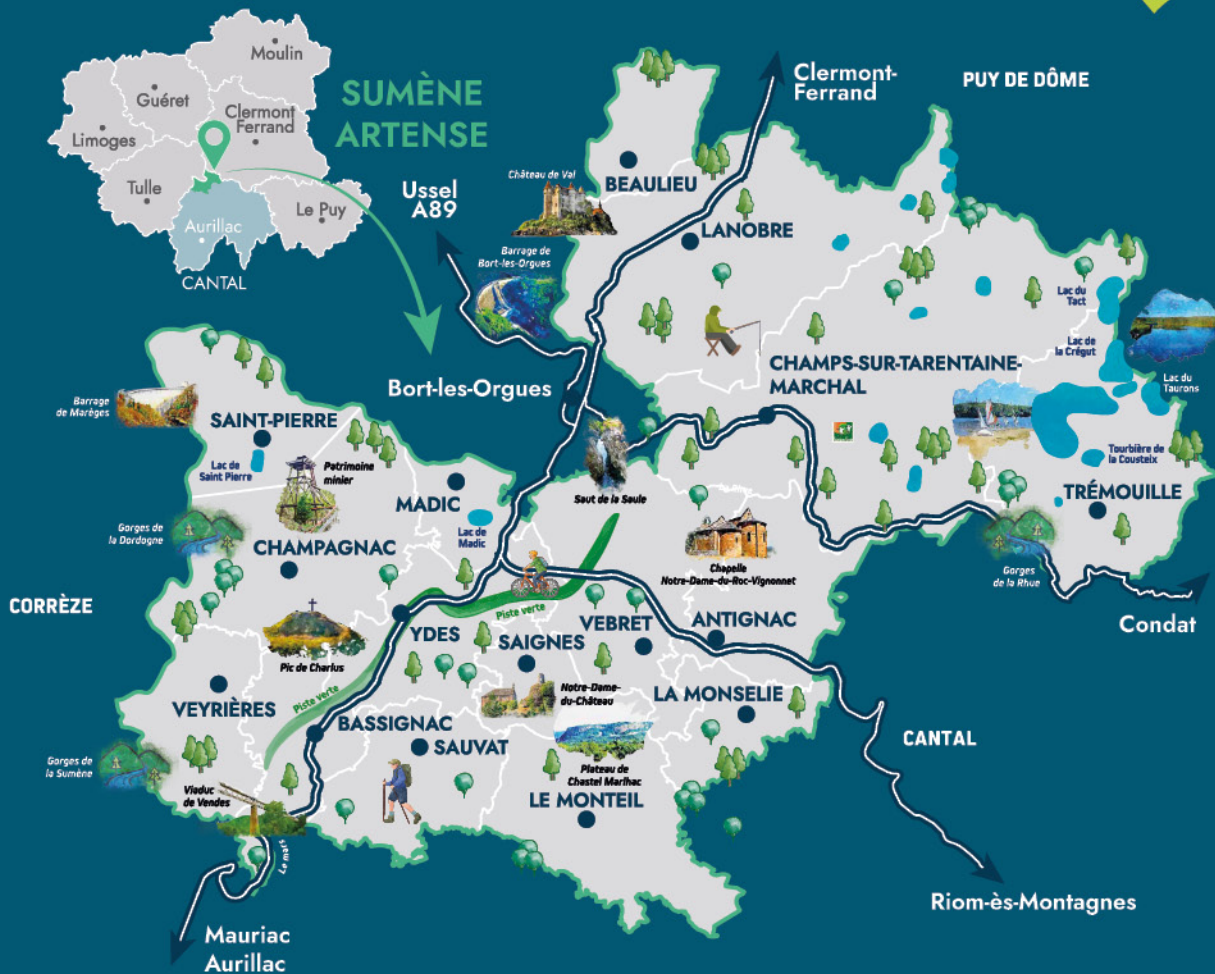 Moulin
Guéret
Clermont
Ferrand
Limoges
Tulle
Le Puy
Aurillac
CANTAL
SUMÈNE
ARTENSE
Clermont-
Ferrand
PUY DE DÔME
Ussel
A89
Château de Val
BEAULIEU
LANOBRE
Barrage de
Bort-les-Orgues
Lac du
Tact
Lac de
la Crégut
Lac du
Taurons
CHAMPS-SUR-TARENTAINE-
MARCHAL
Bort-les-Orgues
Barrage
de Marèges
SAINT-PIERRE
Lac de
Saint Pierre
Patrimoine
minier
MADIC
Lac de
Madic
Saut de la Saule
Tourbière de
la Cousteix
TRÉMOUILLE
Gorges de
la Dordogne
CHAMPAGNAC
Chapelle
Notre-Dame-du-Roc-Vignonnet
Gorges
de la Rhue
Condat
CORRÈZE
Piste verte
YDES
Pic de Charlus
SAIGNES
VEBRET
ANTIGNAC
Piste verte
VEYRIÈRES
Notre-Dame-
du-Château
LA MONSELIE
BASSIGNAC
SAUVAT
CANTAL
Plateau de
Chastel Marlhac
LE MONTEIL
Gorges de
la Sumène
Viaduc
de Vendes
Riom-ès-Montagnes
Mauriac
Aurillac